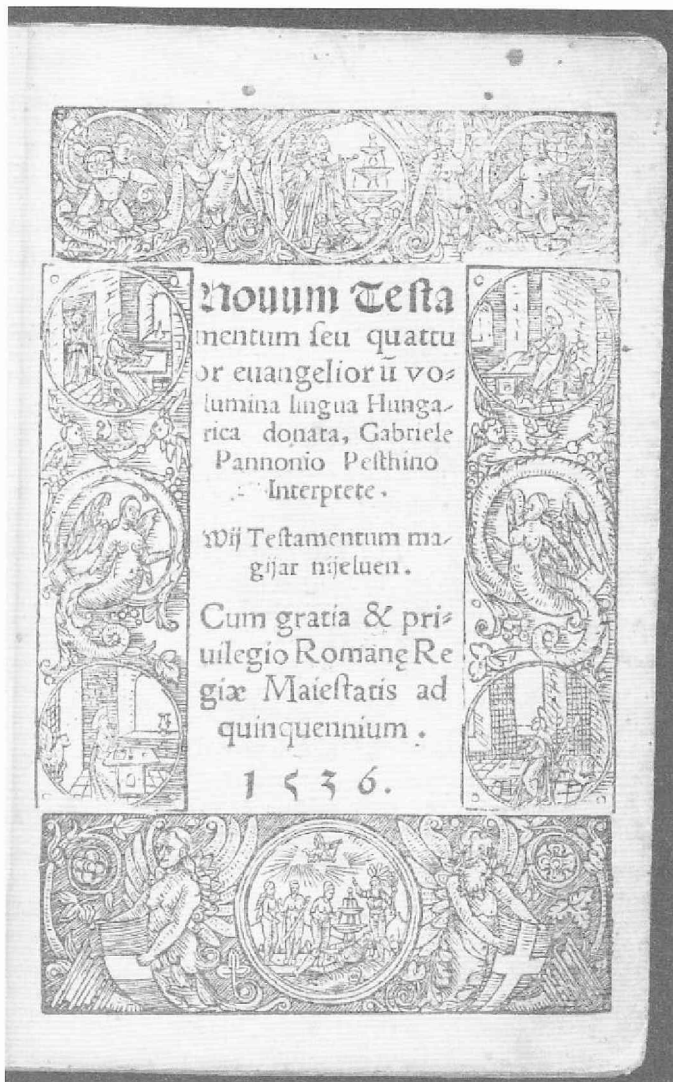 Nouum Testa
mentum seu quattu
or euangeliorũ vo⸗
lumina lingua Hunga⸗
rica donata, Gabriele
Pannonio Pesthino
Interprete.
Wij Testamentum ma⸗
gijar nijeluen.
Cum gratia & pri⸗
uilegio Romanę Re
giæ Maiestatis ad
quinquennium.
1536.